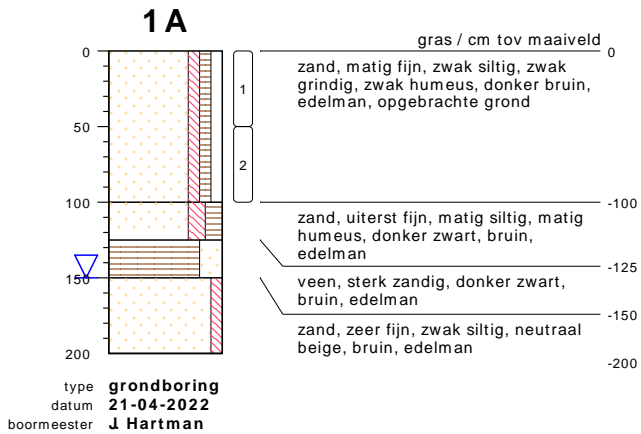 1 A
gras / cm tov maaiveld
0
0
zand, matig fijn, zwak siltig, zwak
grindig, zwak humeus, donker bruin,
edelman, opgebrachte grond
1
50
2
100
-100
zand, uiterst fijn, matig siltig, matig
humeus, donker zwart, bruin,
edelman
-125
veen, sterk zandig, donker zwart,
bruin, edelman
150
-150
zand, zeer fijn, zwak siltig, neutraal
beige, bruin, edelman
200
-200
type grondboring
datum 21-04-2022
boormeester J. Hartman